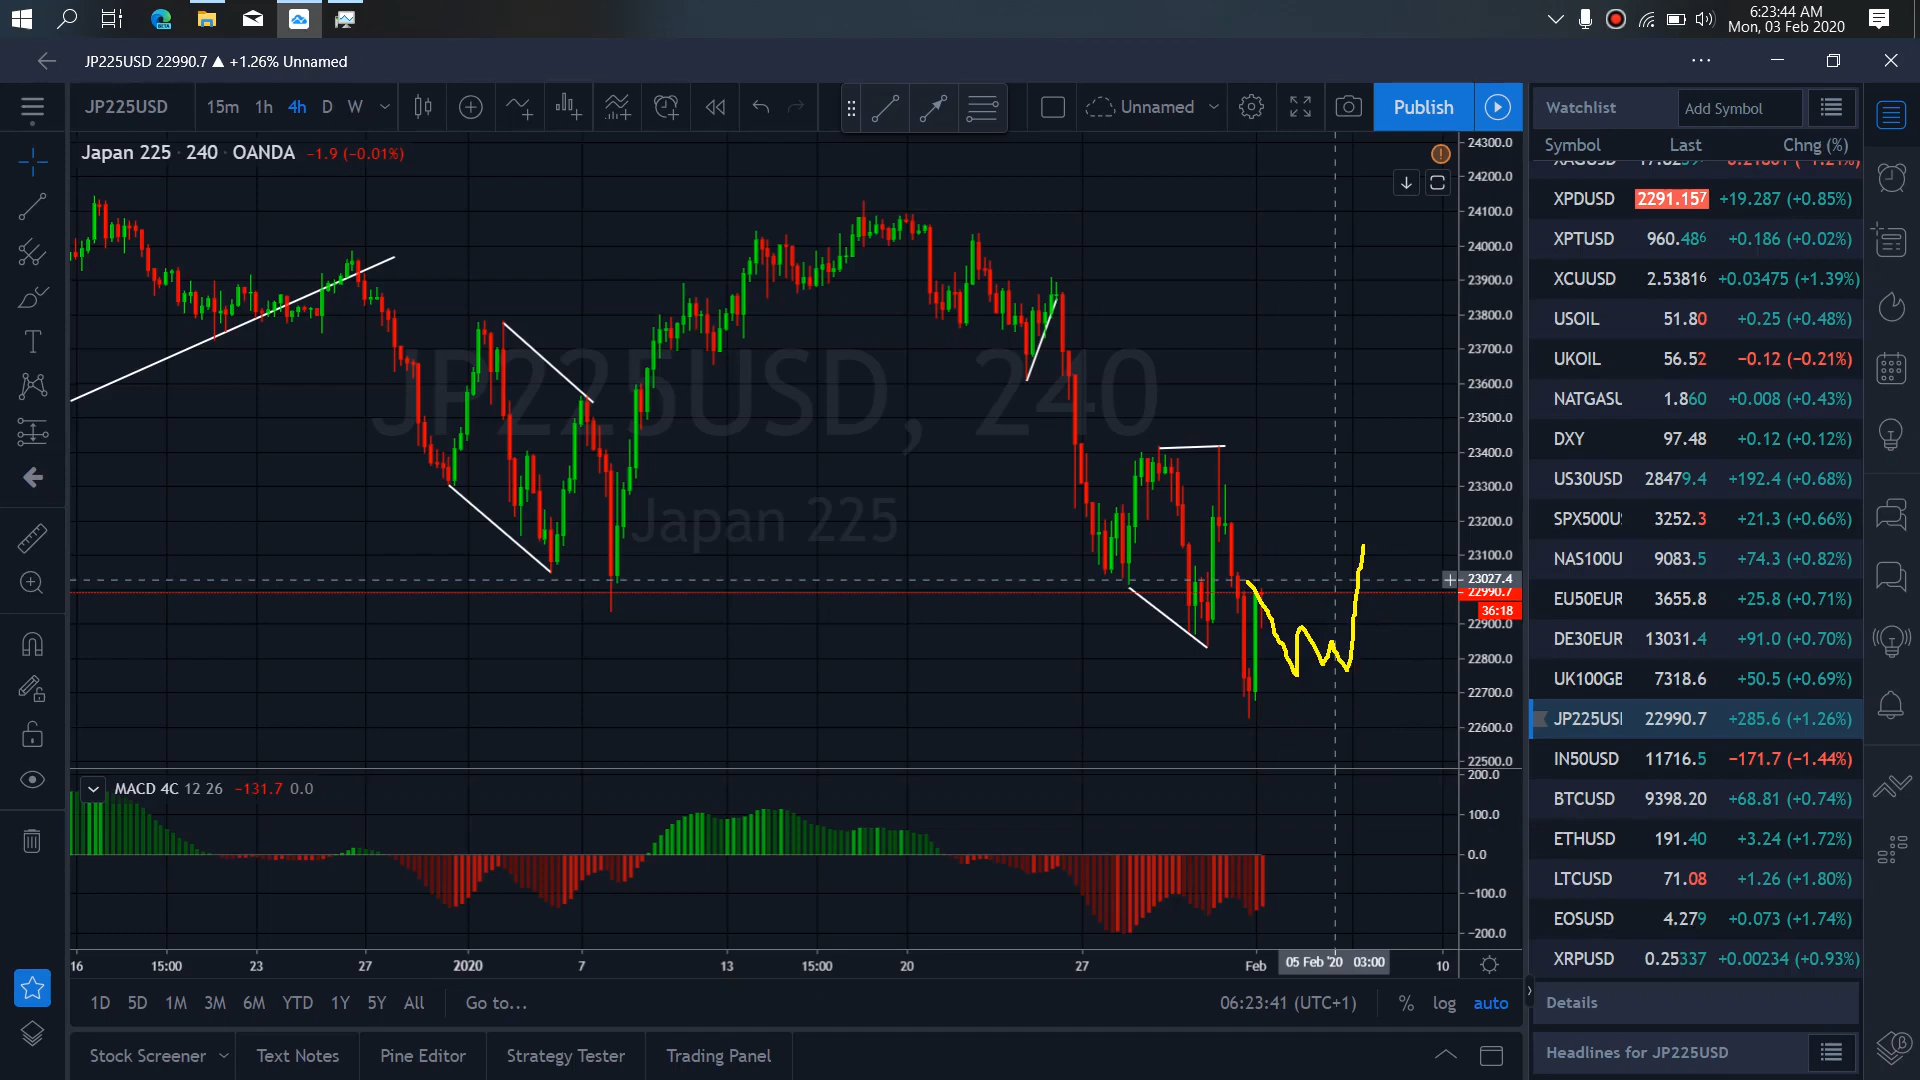 6:23:44 AM
Mon, 03 Feb 2020
JP225USD 22990.7 ▲ +1.26% Unnamed
JP225USD 15m 1h 4h D W Unnamed Publish
Watchlist Add Symbol
Symbol Last Chng (%)
Japan 225 · 240 · OANDA −1.9 (−0.01%)
JP225USD, 240
Japan 225
24300.0
24200.0
24100.0
24000.0
23900.0
23800.0
23700.0
23600.0
23500.0
23400.0
23300.0
23200.0
23100.0
23027.4
22990.7
36:18
22900.0
22800.0
22700.0
22600.0
22500.0
XPDUSD 2291.157 +19.287 (+0.85%)
XPTUSD 960.486 +0.186 (+0.02%)
XCUUSD 2.53816 +0.03475 (+1.39%)
USOIL 51.80 +0.25 (+0.48%)
UKOIL 56.52 −0.12 (−0.21%)
NATGASU 1.860 +0.008 (+0.43%)
DXY 97.48 +0.12 (+0.12%)
US30USD 28479.4 +192.4 (+0.68%)
SPX500U 3252.3 +21.3 (+0.66%)
NAS100U 9083.5 +74.3 (+0.82%)
EU50EUR 3655.8 +25.8 (+0.71%)
DE30EUR 13031.4 +91.0 (+0.70%)
UK100GB 7318.6 +50.5 (+0.69%)
JP225US 22990.7 +285.6 (+1.26%)
IN50USD 11716.5 −171.7 (−1.44%)
BTCUSD 9398.20 +68.81 (+0.74%)
ETHUSD 191.40 +3.24 (+1.72%)
LTCUSD 71.08 +1.26 (+1.80%)
EOSUSD 4.279 +0.073 (+1.74%)
XRPUSD 0.25337 +0.00234 (+0.93%)
MACD 4C 12 26 −131.7 0.0
200.0
100.0
0.0
−100.0
−200.0
16 15:00 23 27 2020 7 13 15:00 20 27 Feb 05 Feb '20 03:00 10
1D 5D 1M 3M 6M YTD 1Y 5Y All Go to... 06:23:41 (UTC+1) % log auto
Details
Stock Screener Text Notes Pine Editor Strategy Tester Trading Panel
Headlines for JP225USD